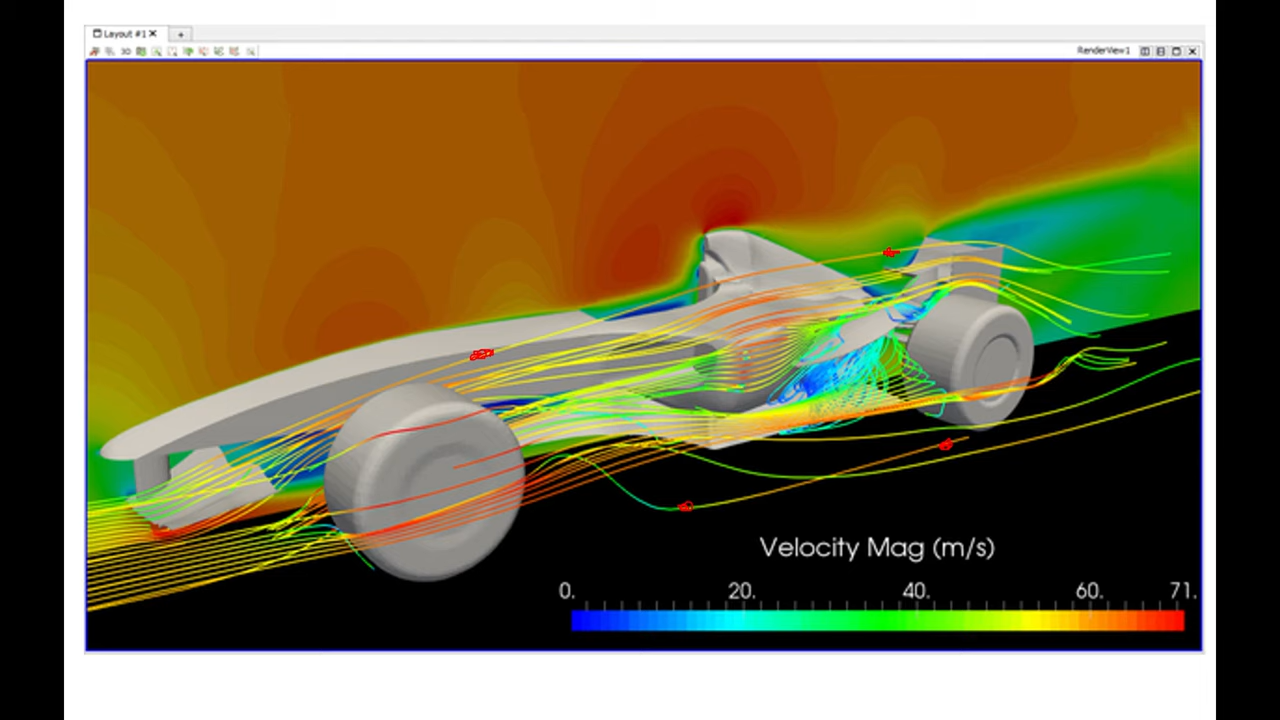 Layout #1
RenderView1
Velocity Mag (m/s)
0. 20. 40. 60. 71.